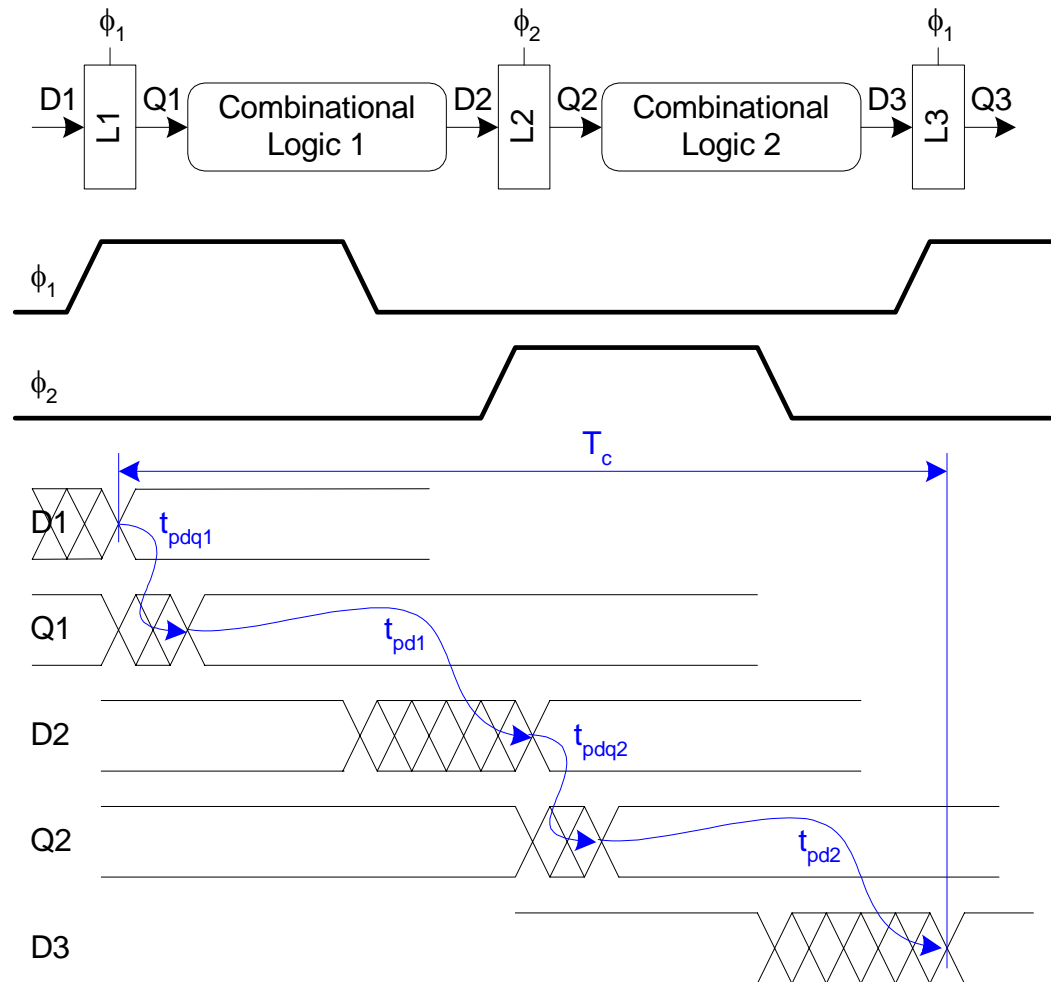 ϕ1 ϕ2 ϕ1
D1 L1 Q1 Combinational Logic 1 D2 L2 Q2 Combinational Logic 2 D3 L3 Q3
ϕ1
ϕ2
Tc
D1 tpdq1
Q1 tpd1
D2 tpdq2
Q2 tpd2
D3